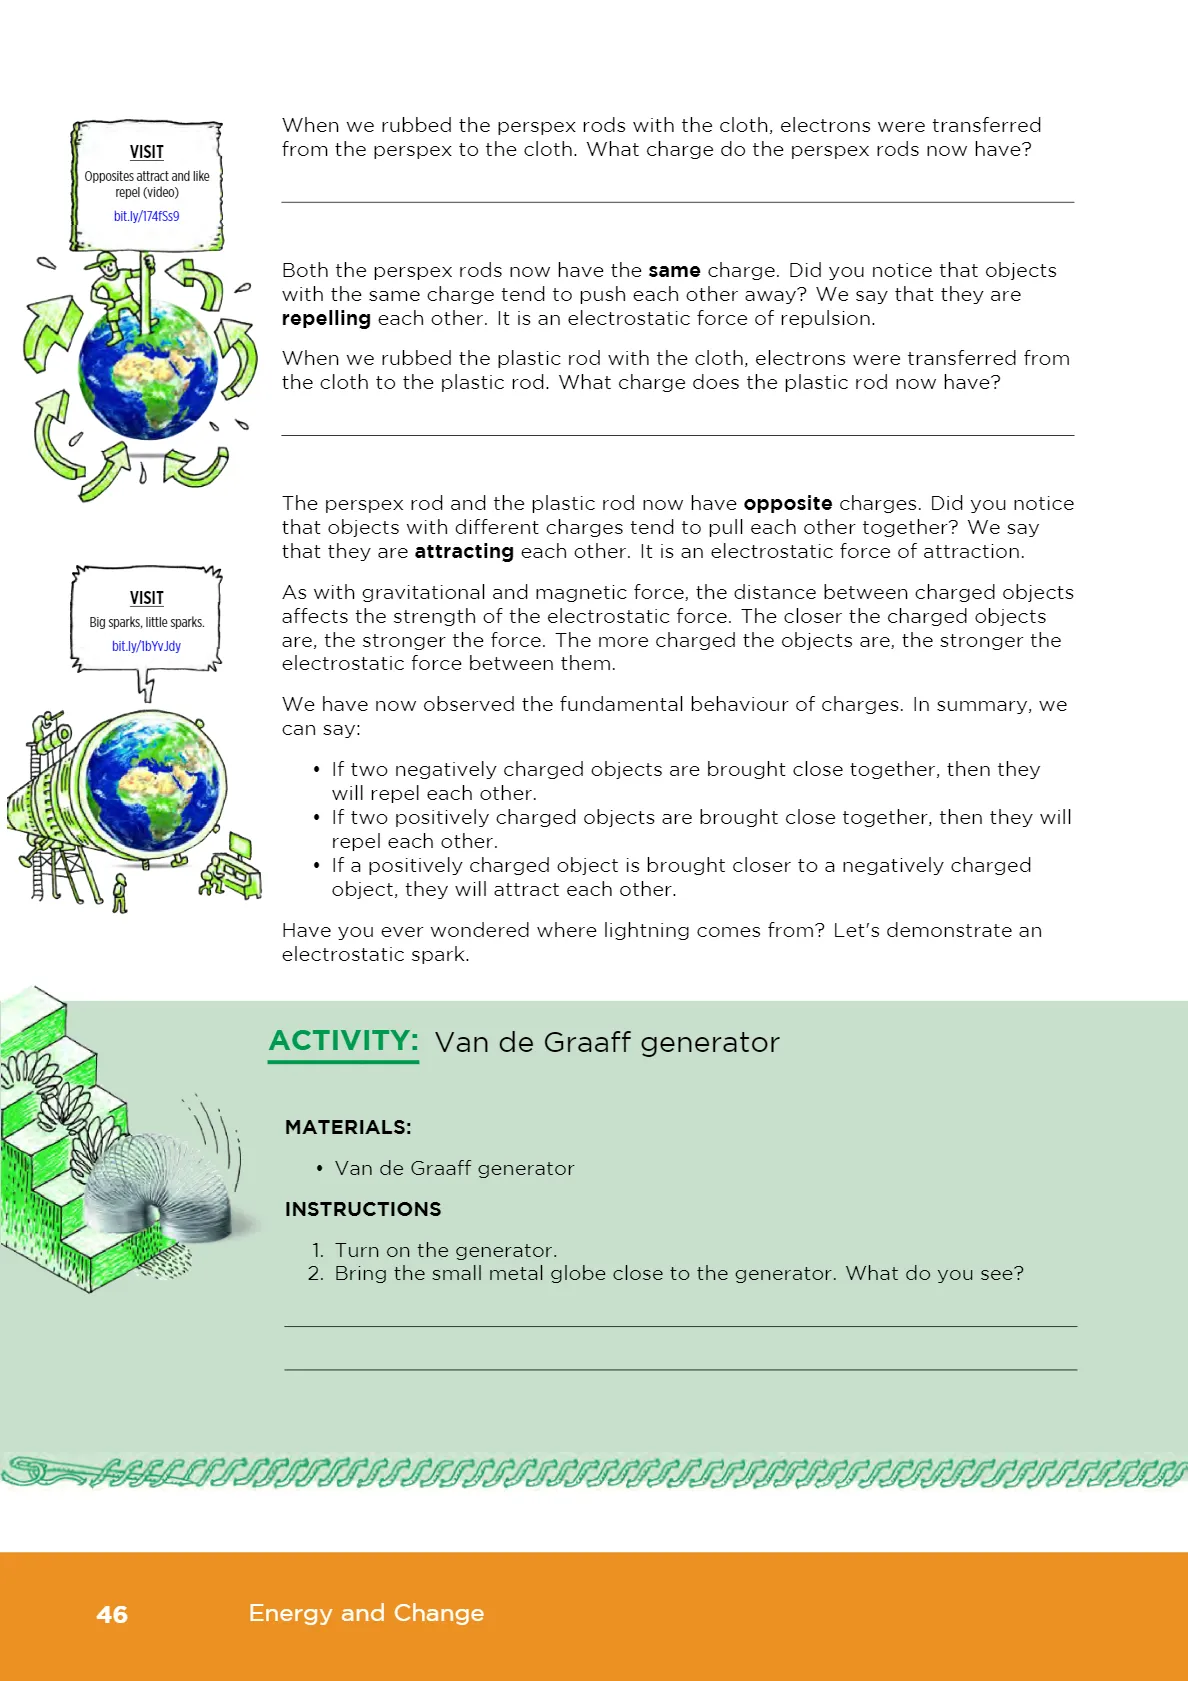 VISIT
Opposites attract and like
repel (video)
bit.ly/174fSs9
When we rubbed the perspex rods with the cloth, electrons were transferred
from the perspex to the cloth. What charge do the perspex rods now have?
Both the perspex rods now have the same charge. Did you notice that objects
with the same charge tend to push each other away? We say that they are
repelling each other. It is an electrostatic force of repulsion.
When we rubbed the plastic rod with the cloth, electrons were transferred from
the cloth to the plastic rod. What charge does the plastic rod now have?
The perspex rod and the plastic rod now have opposite charges. Did you notice
that objects with different charges tend to pull each other together? We say
that they are attracting each other. It is an electrostatic force of attraction.
VISIT
Big sparks, little sparks.
bit.ly/1bYvJdy
As with gravitational and magnetic force, the distance between charged objects
affects the strength of the electrostatic force. The closer the charged objects
are, the stronger the force. The more charged the objects are, the stronger the
electrostatic force between them.
We have now observed the fundamental behaviour of charges. In summary, we
can say:
• If two negatively charged objects are brought close together, then they
will repel each other.
• If two positively charged objects are brought close together, then they will
repel each other.
• If a positively charged object is brought closer to a negatively charged
object, they will attract each other.
Have you ever wondered where lightning comes from? Let's demonstrate an
electrostatic spark.
ACTIVITY: Van de Graaff generator
MATERIALS:
• Van de Graaff generator
INSTRUCTIONS
1. Turn on the generator.
2. Bring the small metal globe close to the generator. What do you see?
46 Energy and Change